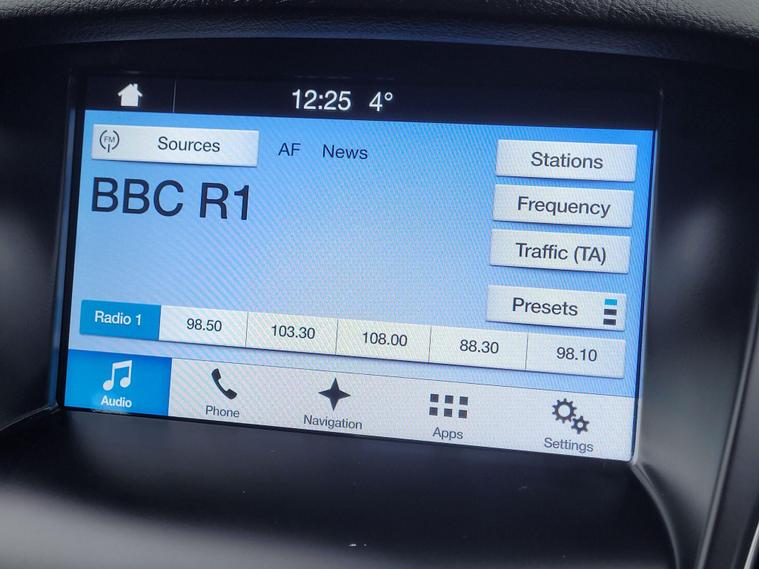 12:25 4°
FM Sources AF News Stations
BBC R1
Frequency
Traffic (TA)
Presets
Radio 1 98.50 103.30 108.00 88.30 98.10
Audio Phone Navigation Apps Settings